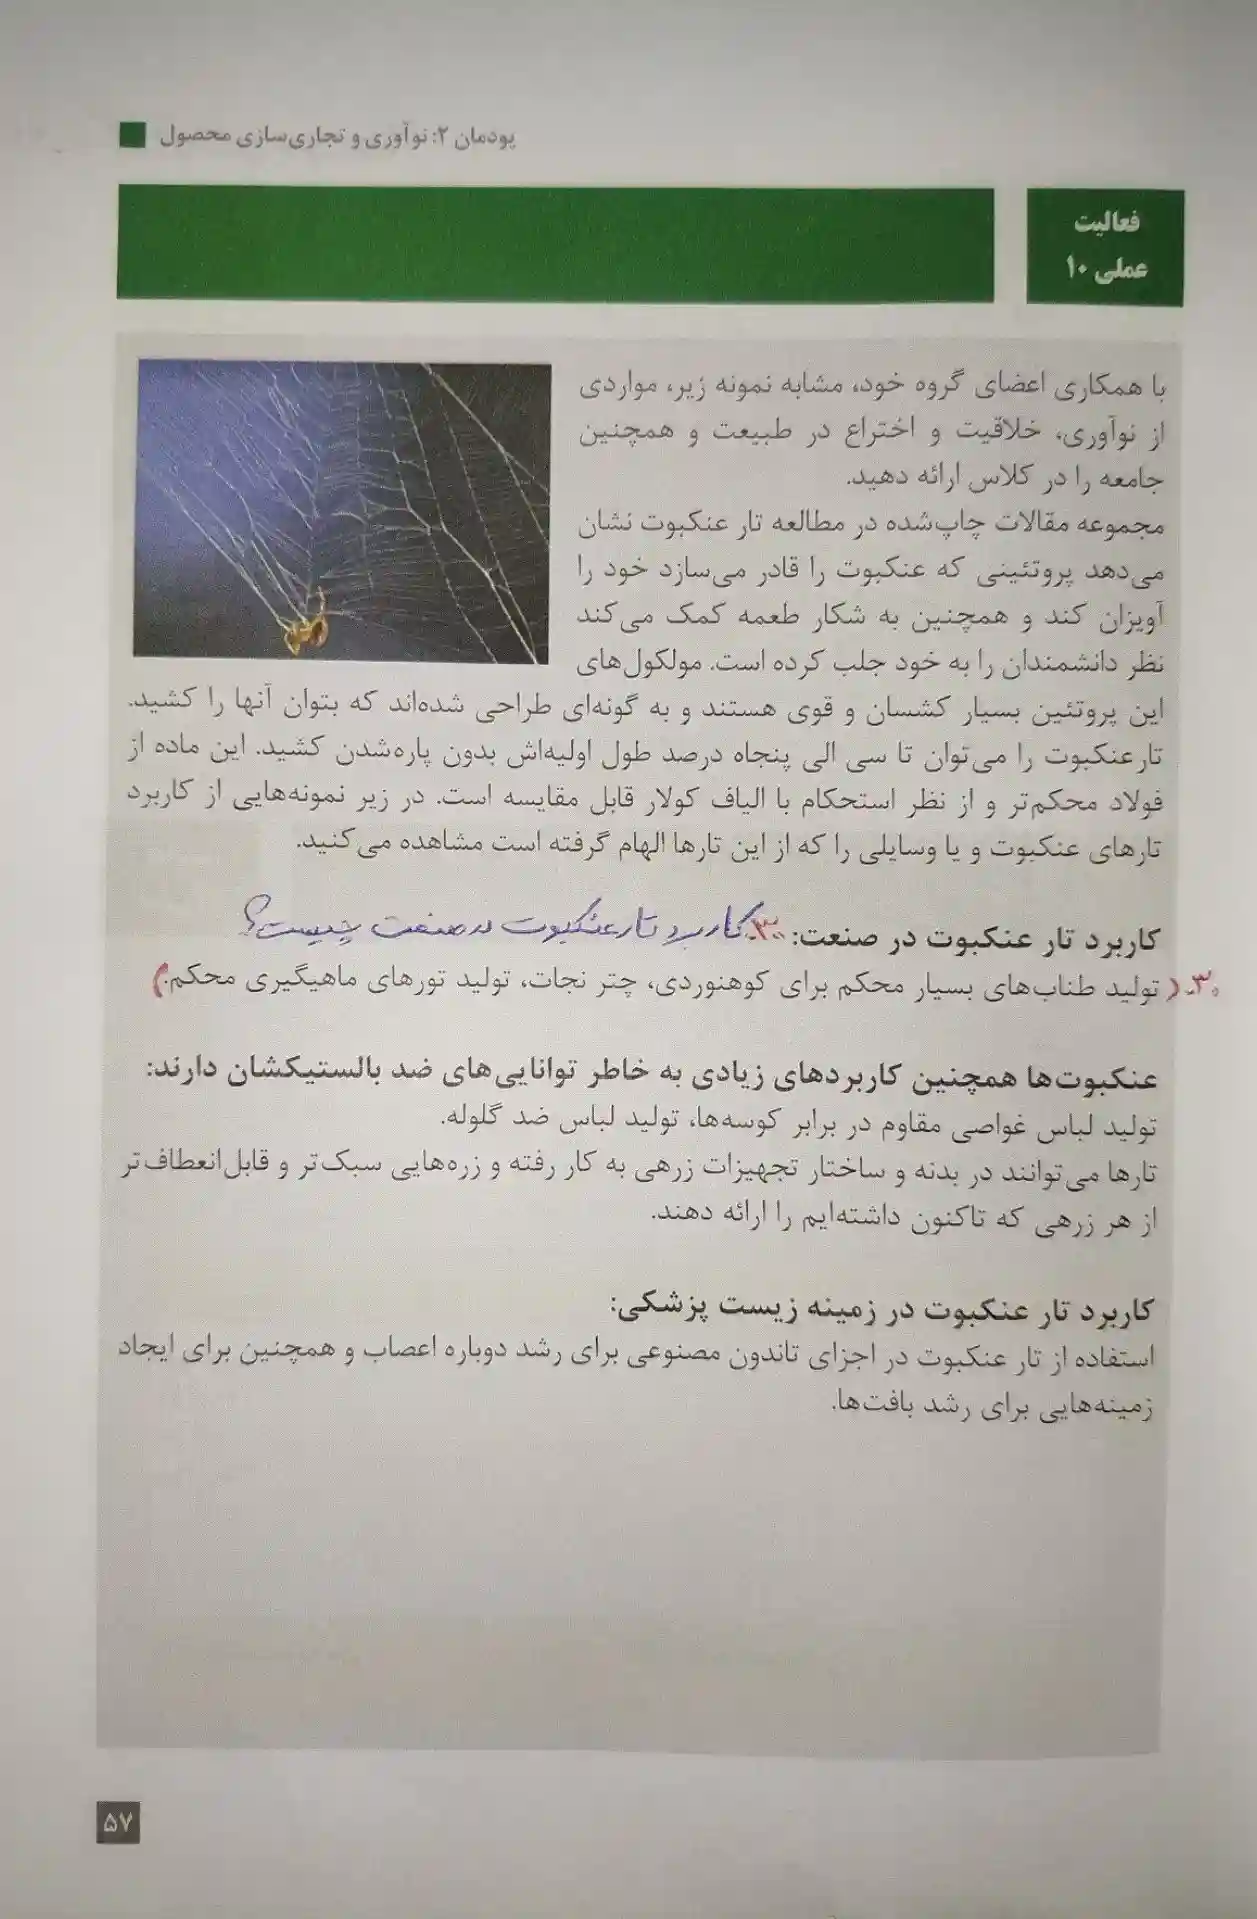 پودمان ۲: نوآوری و تجاری‌سازی محصول
فعالیت
عملی ۱۰
با همکاری اعضای گروه خود، مشابه نمونه زیر، مواردی
از نوآوری، خلاقیت و اختراع در طبیعت و همچنین
جامعه را در کلاس ارائه دهید.
مجموعه مقالات چاپ‌شده در مطالعه تار عنکبوت نشان
می‌دهد پروتئینی که عنکبوت را قادر می‌سازد خود را
آویزان کند و همچنین به شکار طعمه کمک می‌کند
نظر دانشمندان را به خود جلب کرده است. مولکول‌های
این پروتئین بسیار کشسان و قوی هستند و به گونه‌ای طراحی شده‌اند که بتوان آنها را کشید.
تارعنکبوت را می‌توان تا سی الی پنجاه درصد طول اولیه‌اش بدون پاره‌شدن کشید. این ماده از
فولاد محکم‌تر و از نظر استحکام با الیاف کولار قابل مقایسه است. در زیر نمونه‌هایی از کاربرد
تارهای عنکبوت و یا وسایلی را که از این تارها الهام گرفته است مشاهده می‌کنید.
کاربرد تار عنکبوت در صنعت: ۳۰- کاربرد تار عنکبوت در صنعت چیست؟
۳۰- (تولید طناب‌های بسیار محکم برای کوهنوردی، چتر نجات، تولید تورهای ماهیگیری محکم.)
عنکبوت‌ها همچنین کاربردهای زیادی به خاطر توانایی‌های ضد بالستیکشان دارند:
تولید لباس غواصی مقاوم در برابر کوسه‌ها، تولید لباس ضد گلوله.
تارها می‌توانند در بدنه و ساختار تجهیزات زرهی به کار رفته و زره‌هایی سبک‌تر و قابل‌انعطاف‌تر
از هر زرهی که تاکنون داشته‌ایم را ارائه دهند.
کاربرد تار عنکبوت در زمینه زیست پزشکی:
استفاده از تار عنکبوت در اجزای تاندون مصنوعی برای رشد دوباره اعصاب و همچنین برای ایجاد
زمینه‌هایی برای رشد بافت‌ها.
۵۷